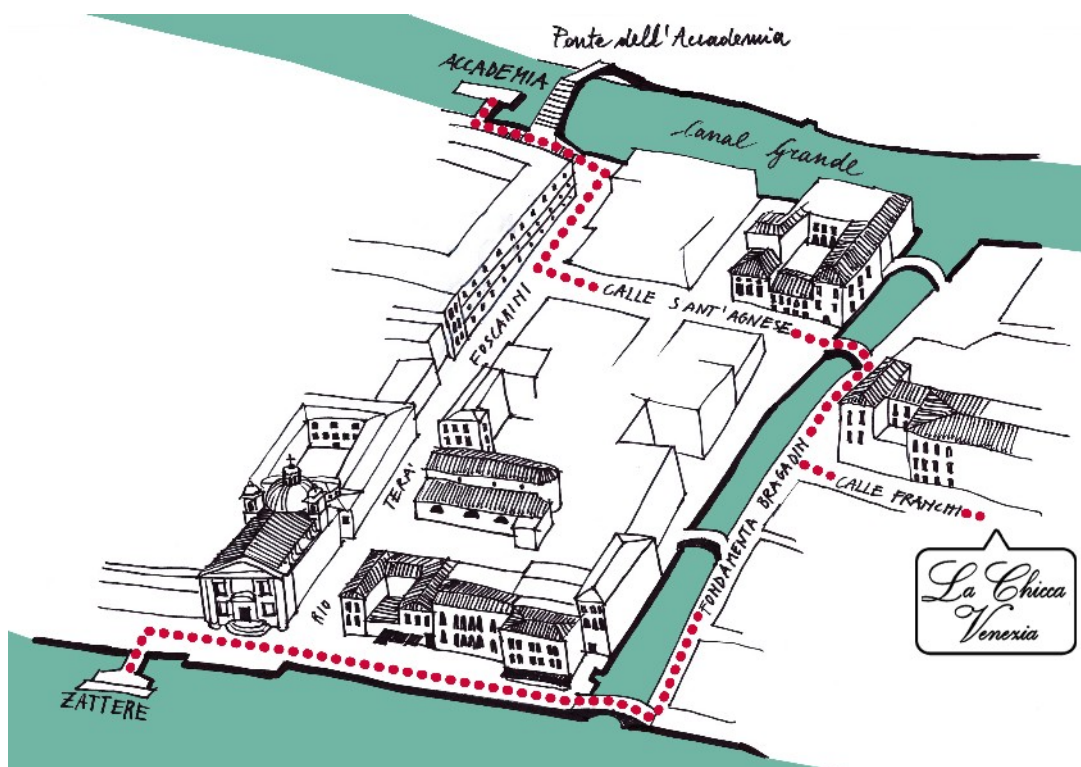 Ponte dell'Accademia
ACCADEMIA
Canal Grande
CALLE SANT'AGNESE
RIO TERA' FOSCARINI
FONDAMENTA BRAGADIN
CALLE FRANCHI
La Chicca
Venezia
ZATTERE